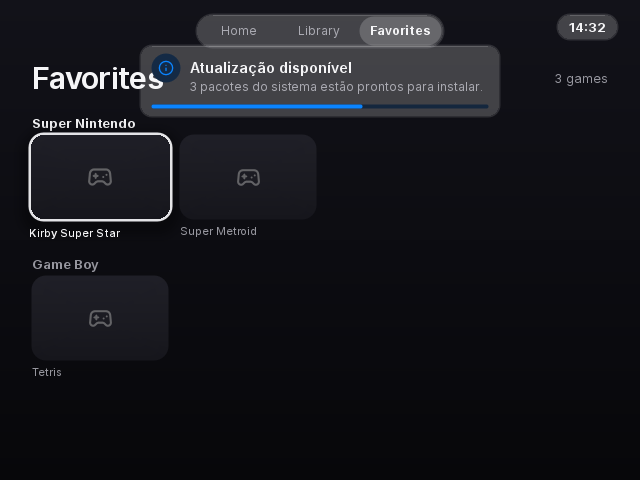 Home
Library
Favorites
14:32
Favorites
Atualização disponível
3 pacotes do sistema estão prontos para instalar.
3 games
Super Nintendo
Kirby Super Star
Super Metroid
Game Boy
Tetris